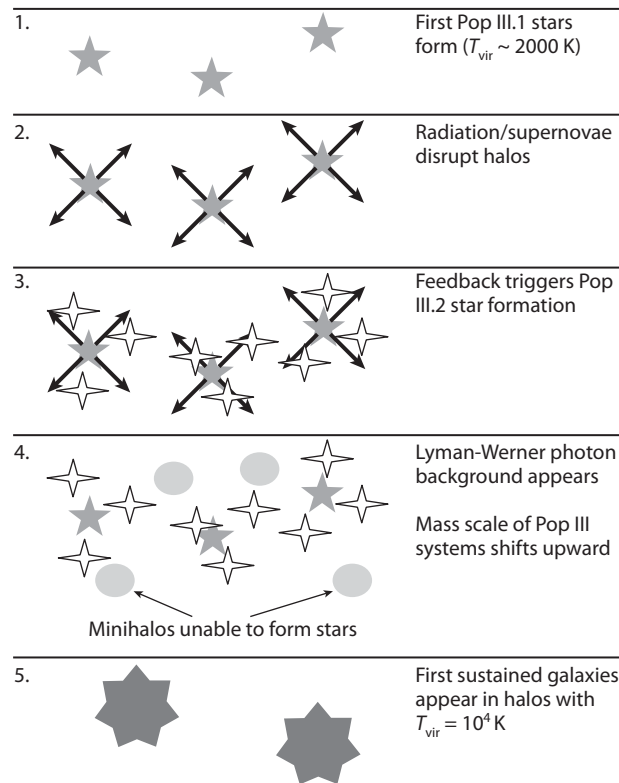 1.
First Pop III.1 stars
form (Tvir ~ 2000 K)
2.
Radiation/supernovae
disrupt halos
3.
Feedback triggers Pop
III.2 star formation
4.
Lyman-Werner photon
background appears
Mass scale of Pop III
systems shifts upward
Minihalos unable to form stars
5.
First sustained galaxies
appear in halos with
Tvir = 10⁴ K